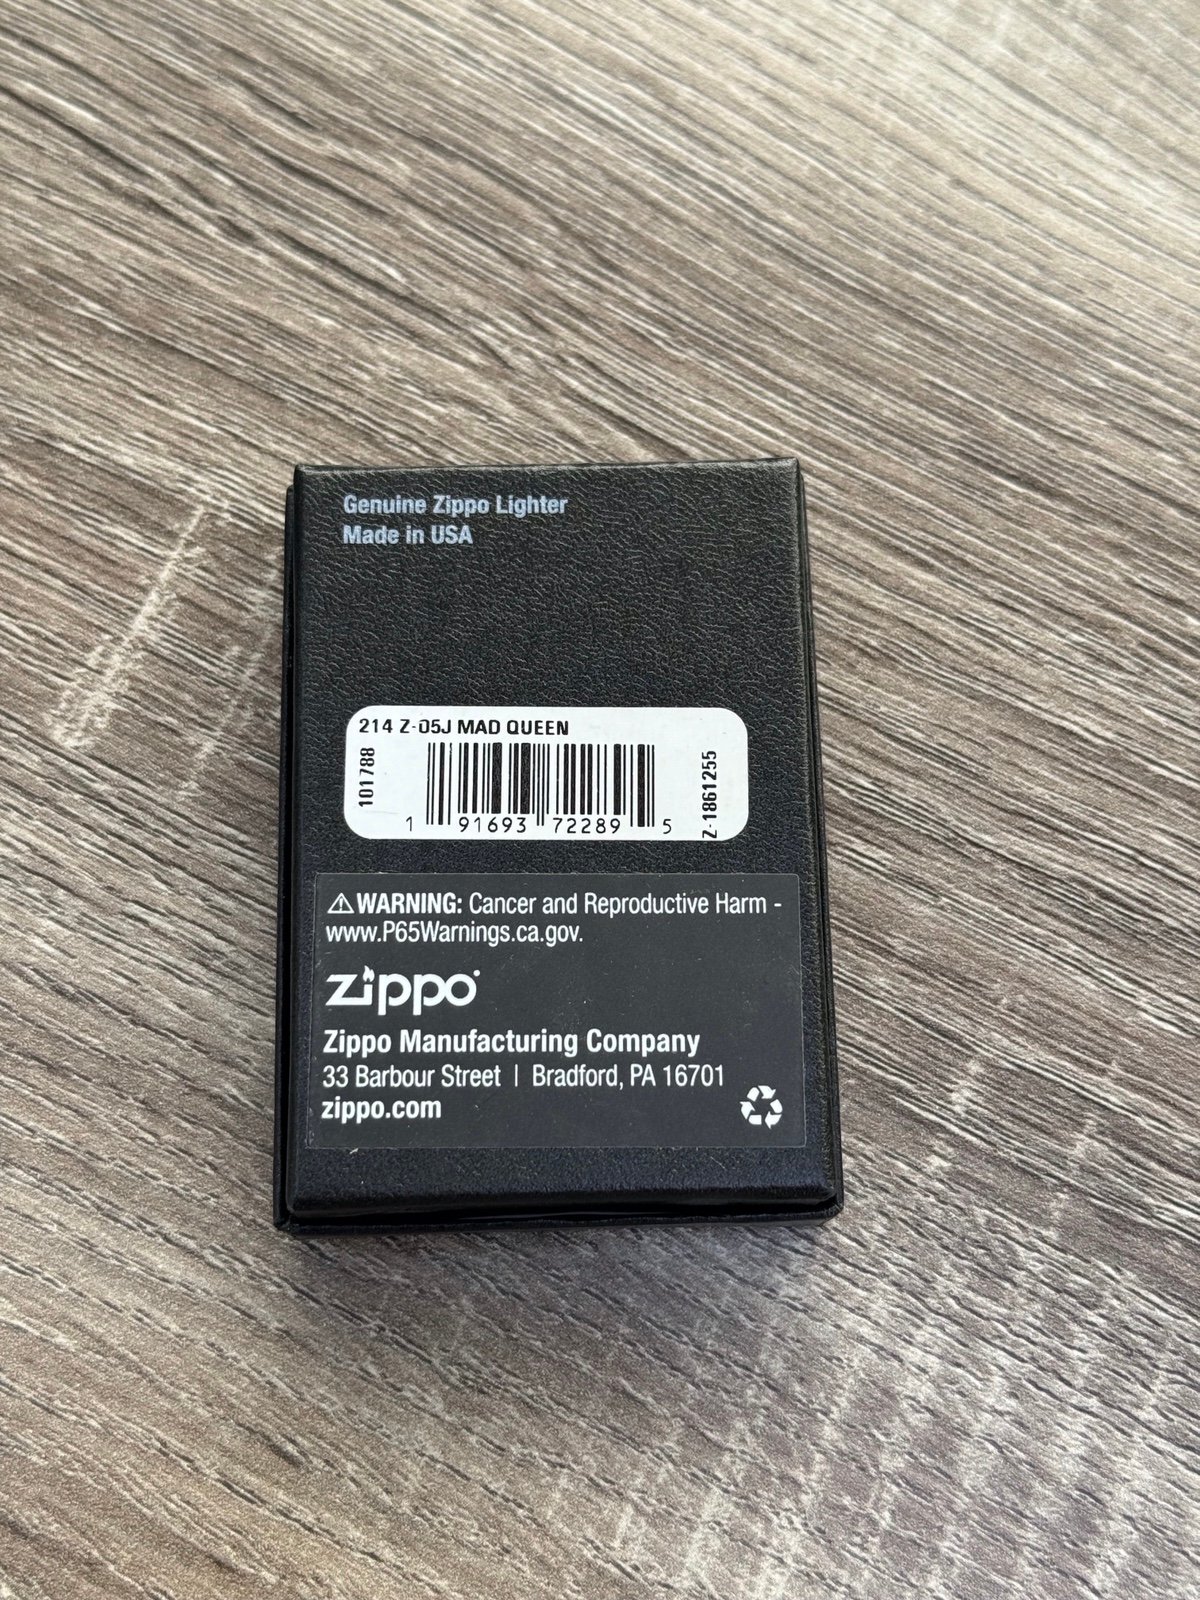 Genuine Zippo Lighter
Made in USA
214 Z-05J MAD QUEEN
101788
1 91693 72289 5
Z-1861255
⚠WARNING: Cancer and Reproductive Harm -
www.P65Warnings.ca.gov.
zippo
Zippo Manufacturing Company
33 Barbour Street | Bradford, PA 16701
zippo.com